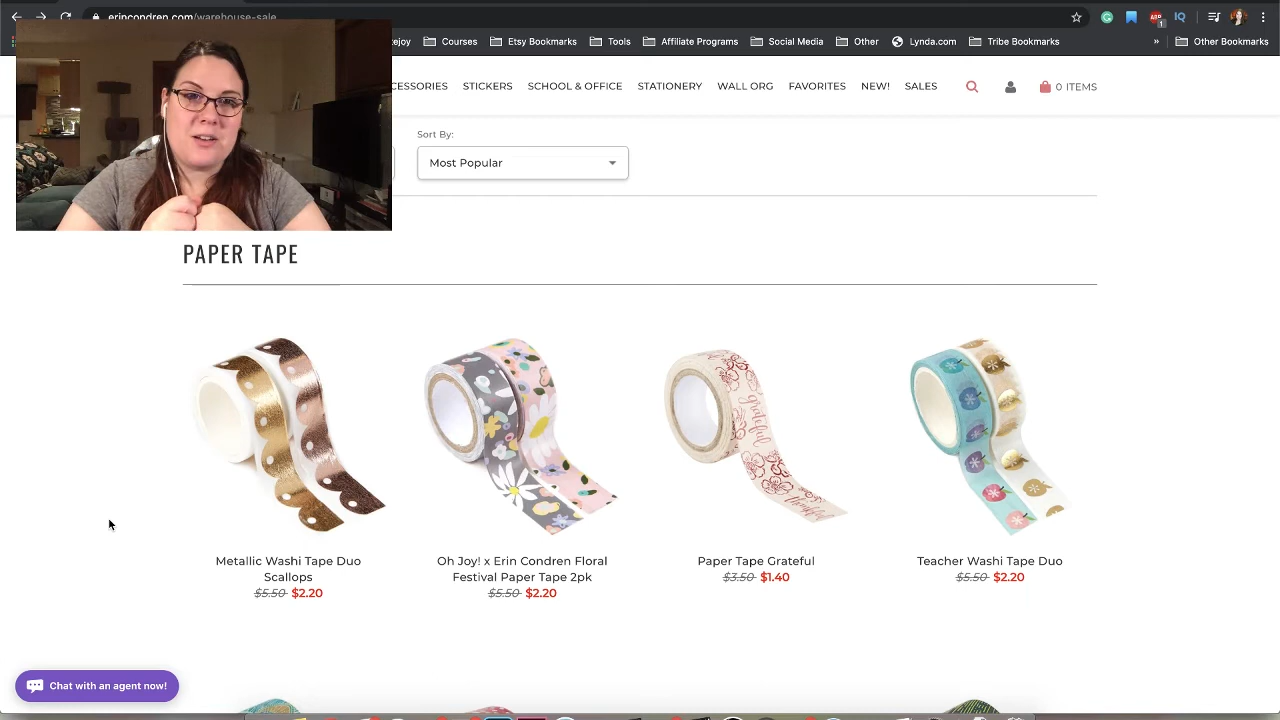 erincondren.com/warehouse-sale
Courses
Etsy Bookmarks
Tools
Affiliate Programs
Social Media
Other
Lynda.com
Tribe Bookmarks
»
Other Bookmarks
STICKERS
SCHOOL & OFFICE
STATIONERY
WALL ORG
FAVORITES
NEW!
SALES
0 ITEMS
Sort By:
Most Popular
PAPER TAPE
grateful
Metallic Washi Tape Duo
Scallops
$5.50 $2.20
Oh Joy! x Erin Condren Floral
Festival Paper Tape 2pk
$5.50 $2.20
Paper Tape Grateful
$3.50 $1.40
Teacher Washi Tape Duo
$5.50 $2.20
Chat with an agent now!